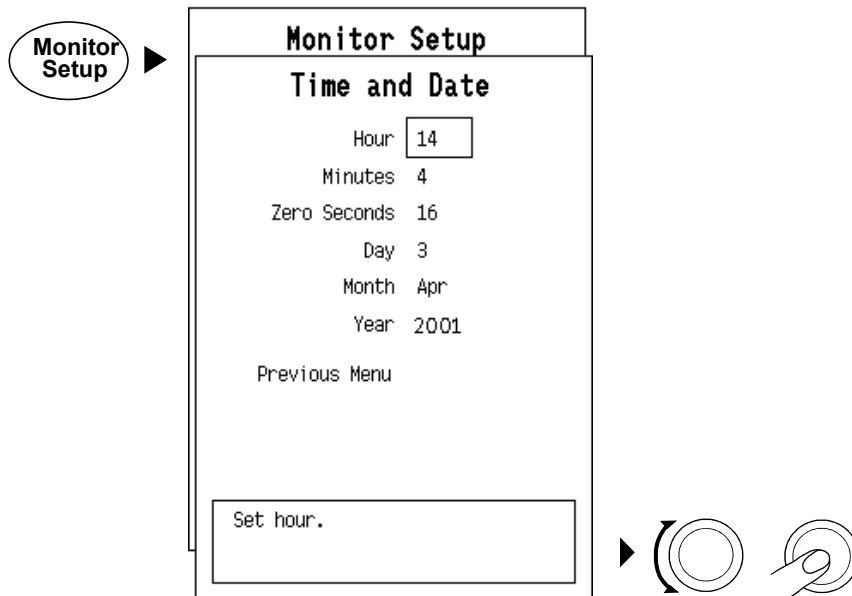 Monitor
Setup
Monitor Setup
Time and Date
Hour 14
Minutes 4
Zero Seconds 16
Day 3
Month Apr
Year 2001
Previous Menu
Set hour.